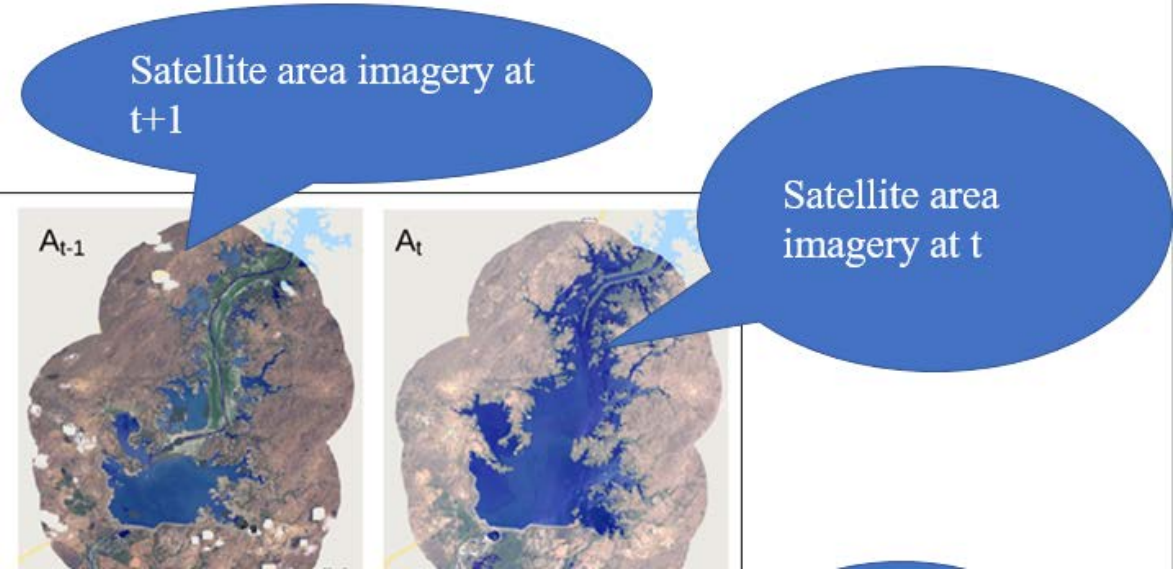 Satellite area imagery at
t+1
Satellite area
imagery at t
At-1
At